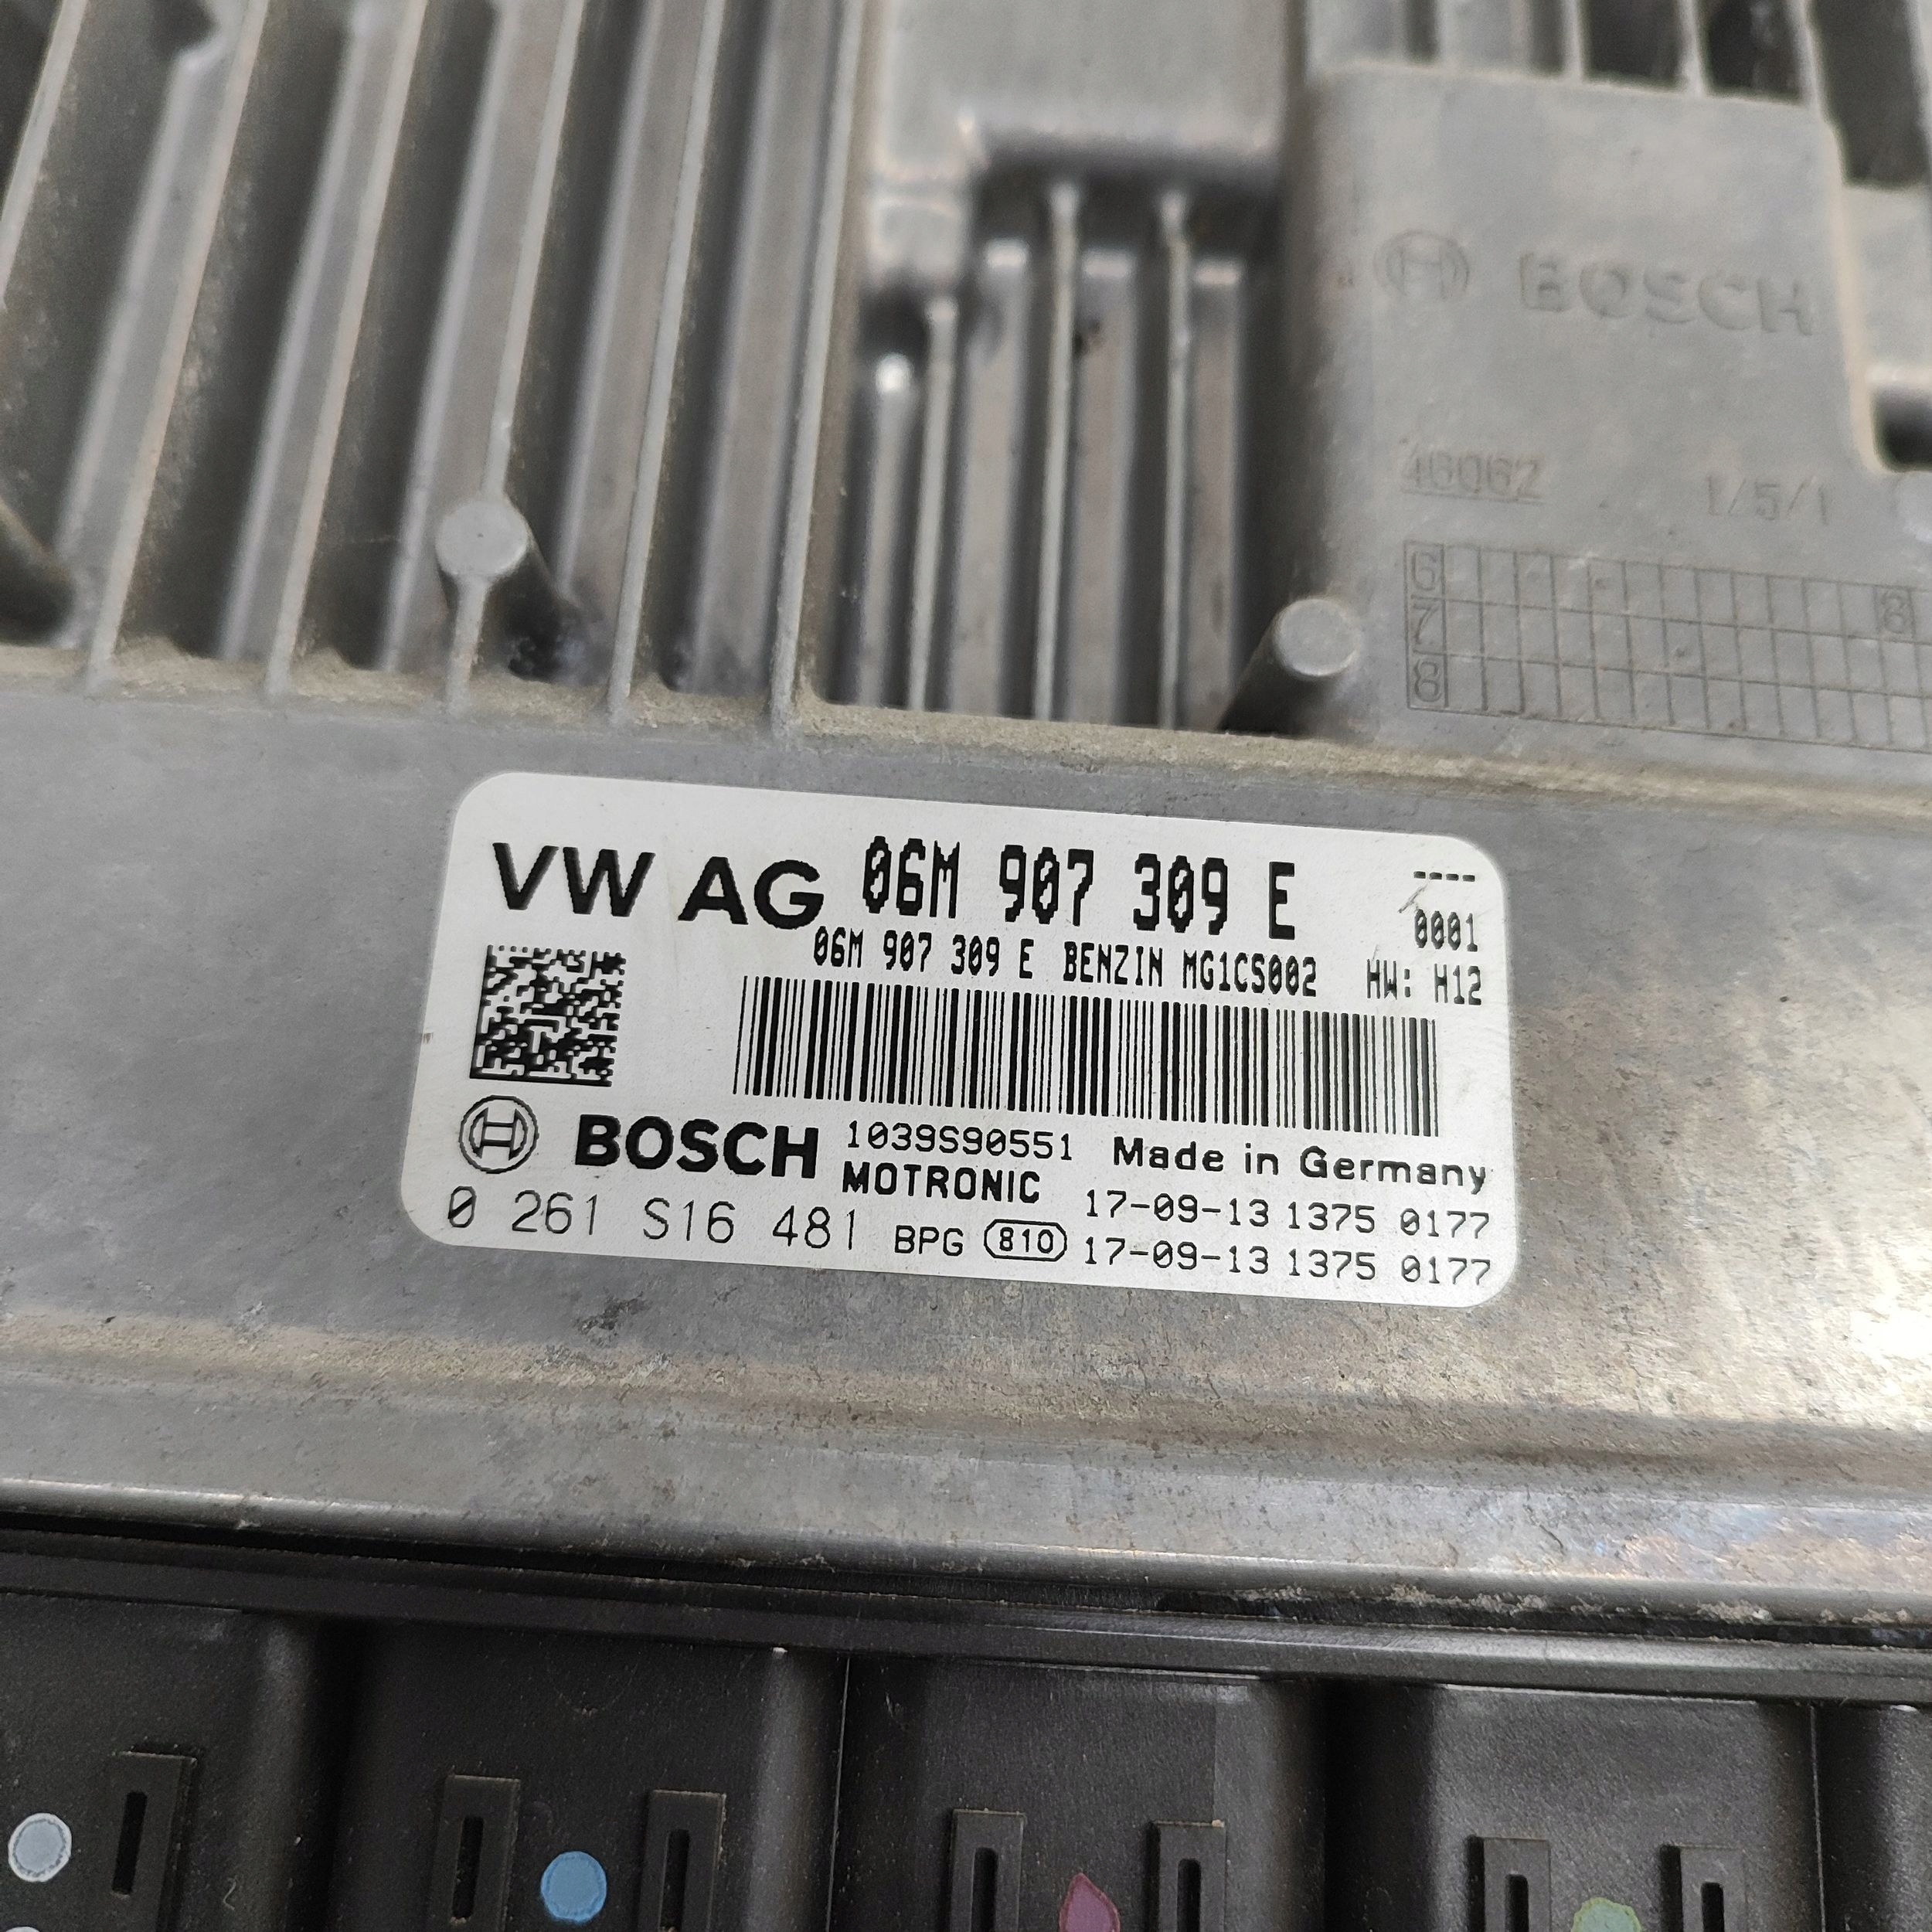 BOSCH
46062 1/5/1
6 8
7
8
VW AG 06M 907 309 E ----
0001
06M 907 309 E BENZIN MG1CS002 HW: H12
BOSCH 1039S90551 Made in Germany
MOTRONIC 17-09-13 1375 0177
0 261 S16 481 BPG 810 17-09-13 1375 0177